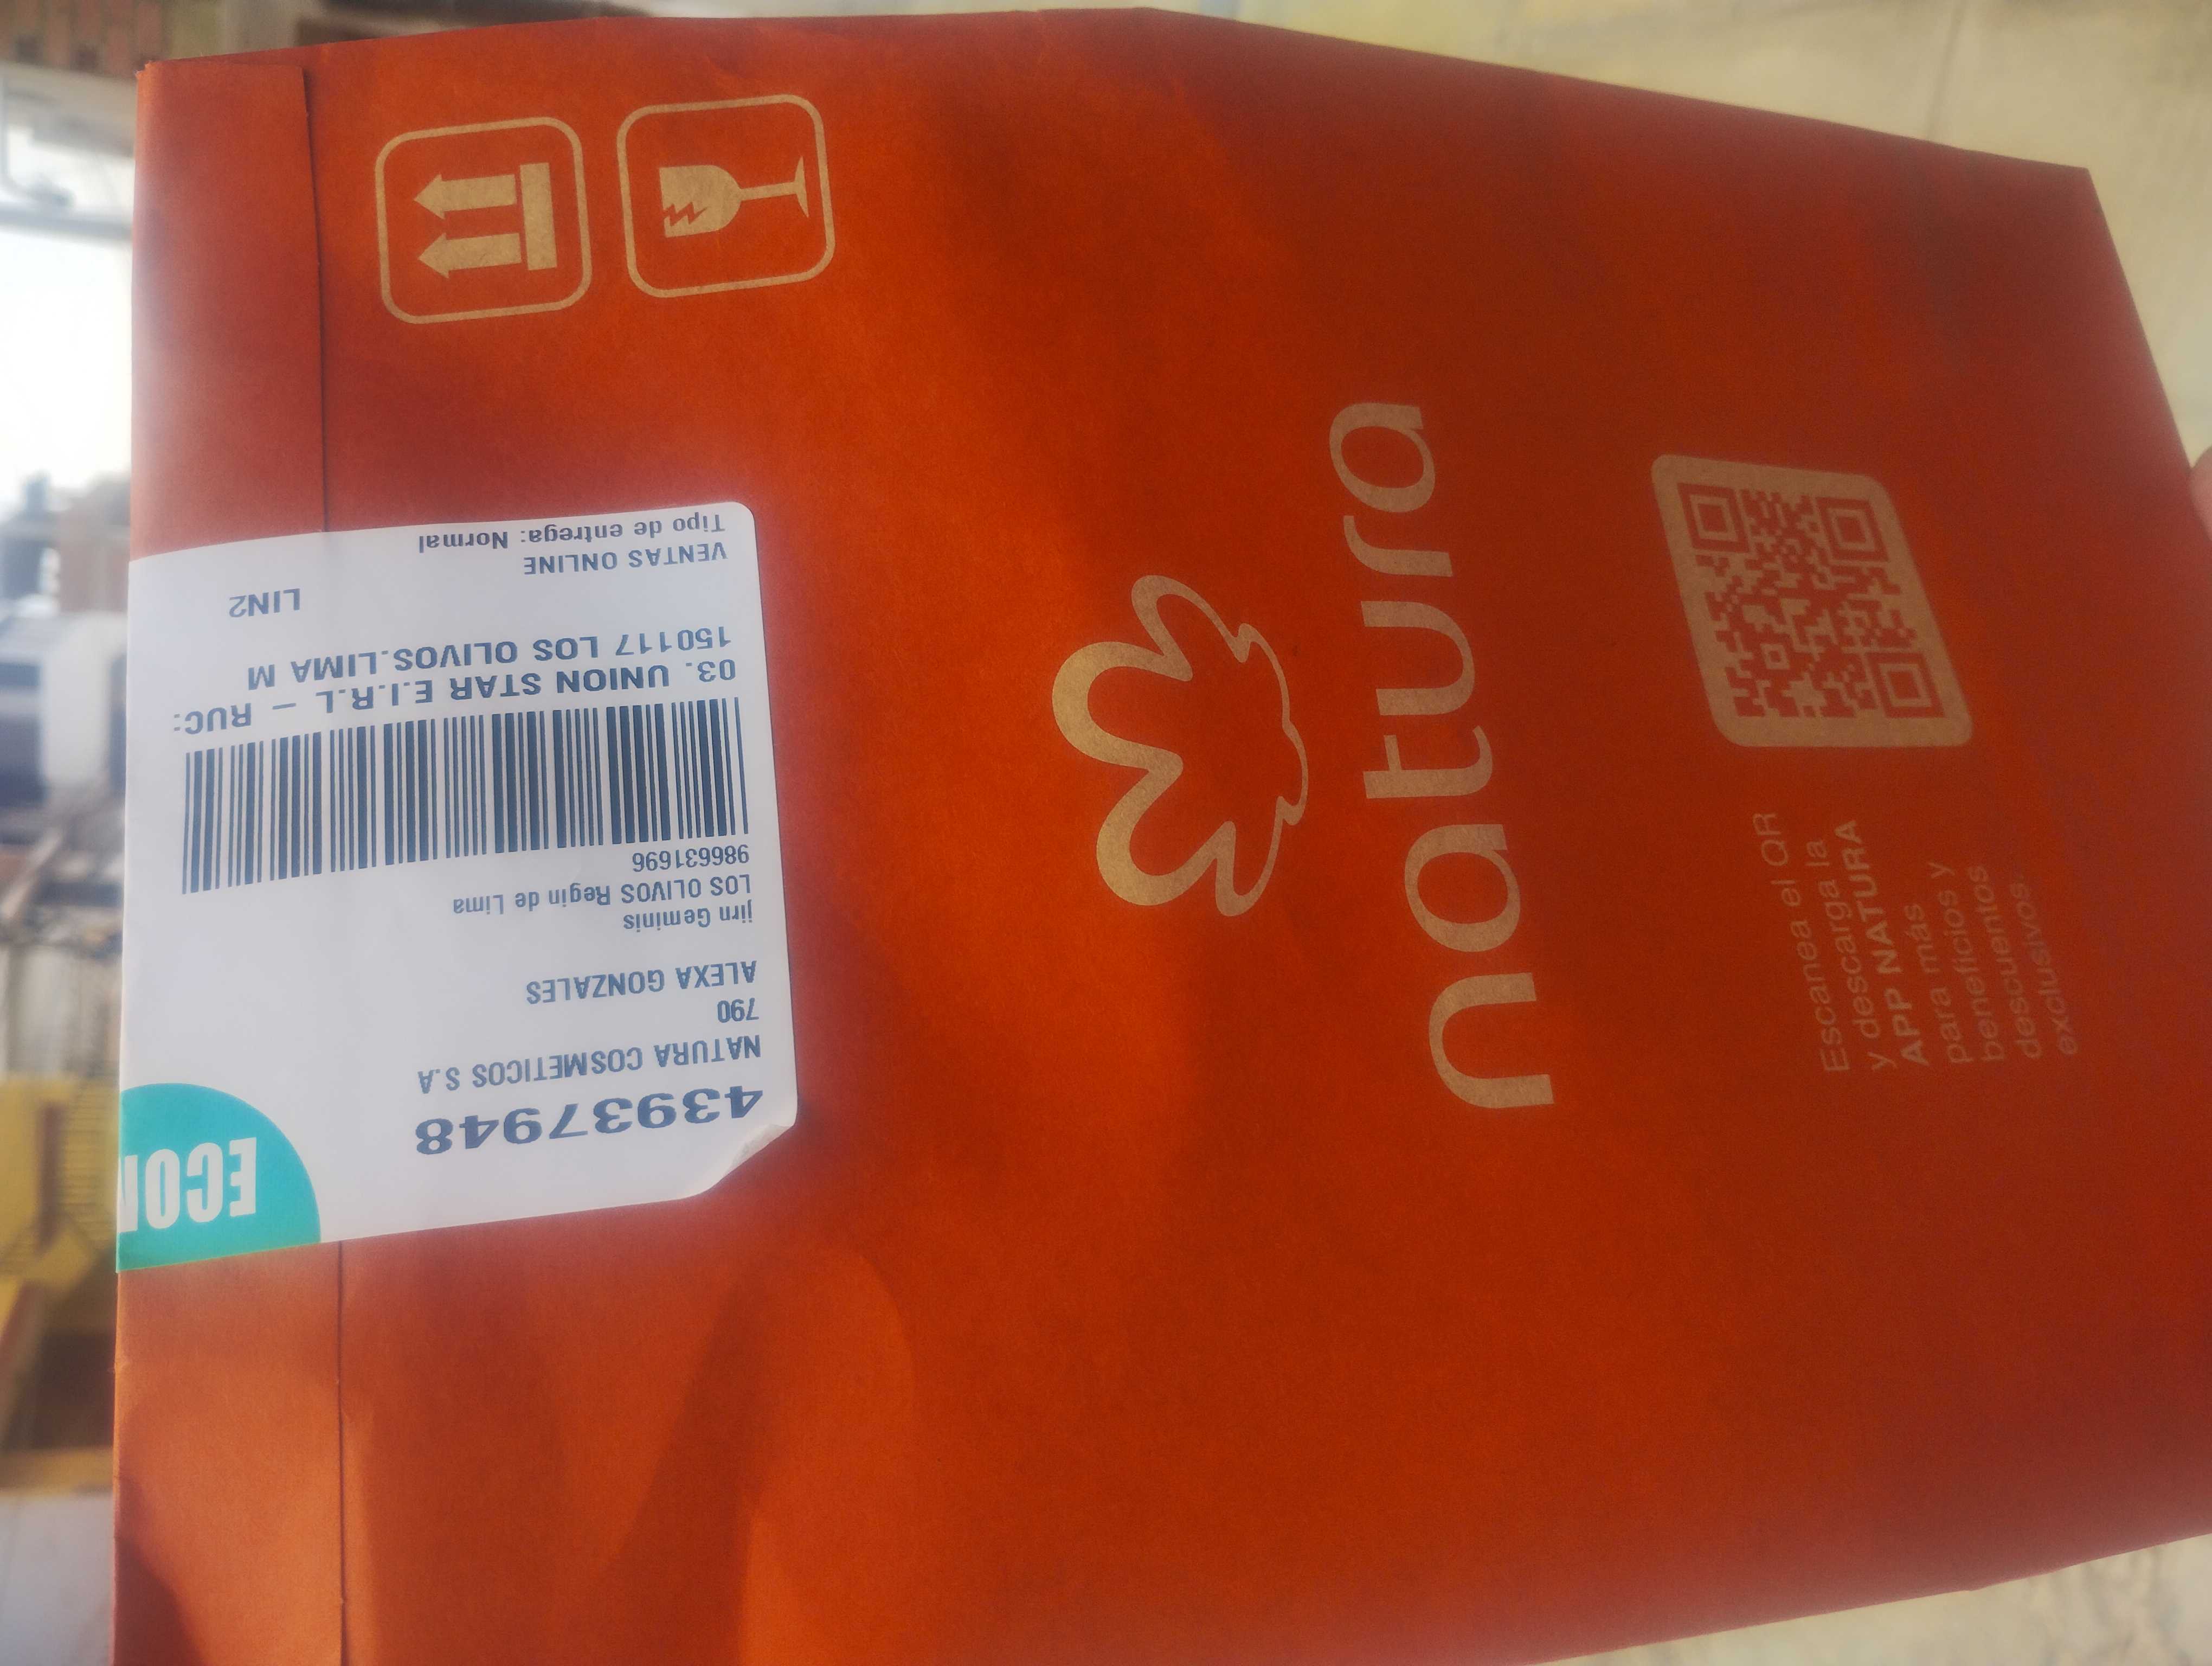 ECON
43937948
NATURA COSMETICOS S.A
790
ALEXA GONZALES
jirn Geminis
LOS OLIVOS Regin de Lima
986631696
03. UNION STAR E.I.R.L - RUC:
150117 LOS OLIVOS.LIMA M
LIN2
VENTAS ONLINE
Tipo de entrega: Normal
natura
Escanea el QR
y descarga la
APP NATURA
para más
beneficios y
descuentos
exclusivos.